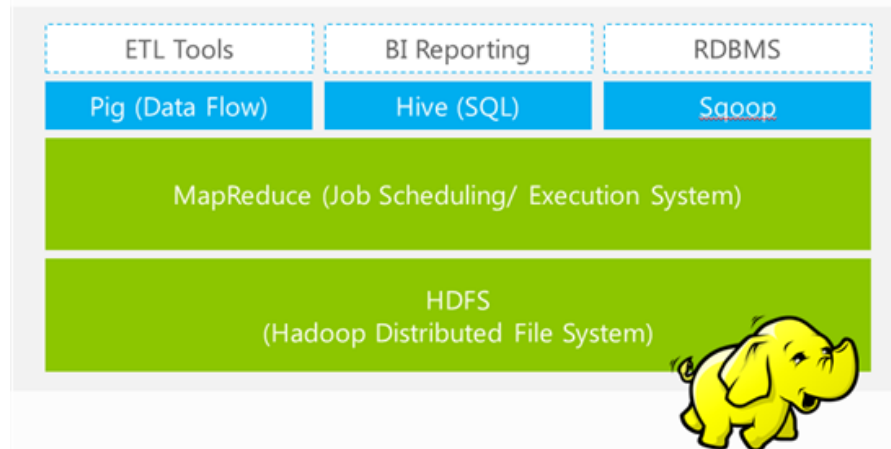 ETL Tools
BI Reporting
RDBMS
Pig (Data Flow)
Hive (SQL)
Sqoop
MapReduce (Job Scheduling/ Execution System)
HDFS
(Hadoop Distributed File System)